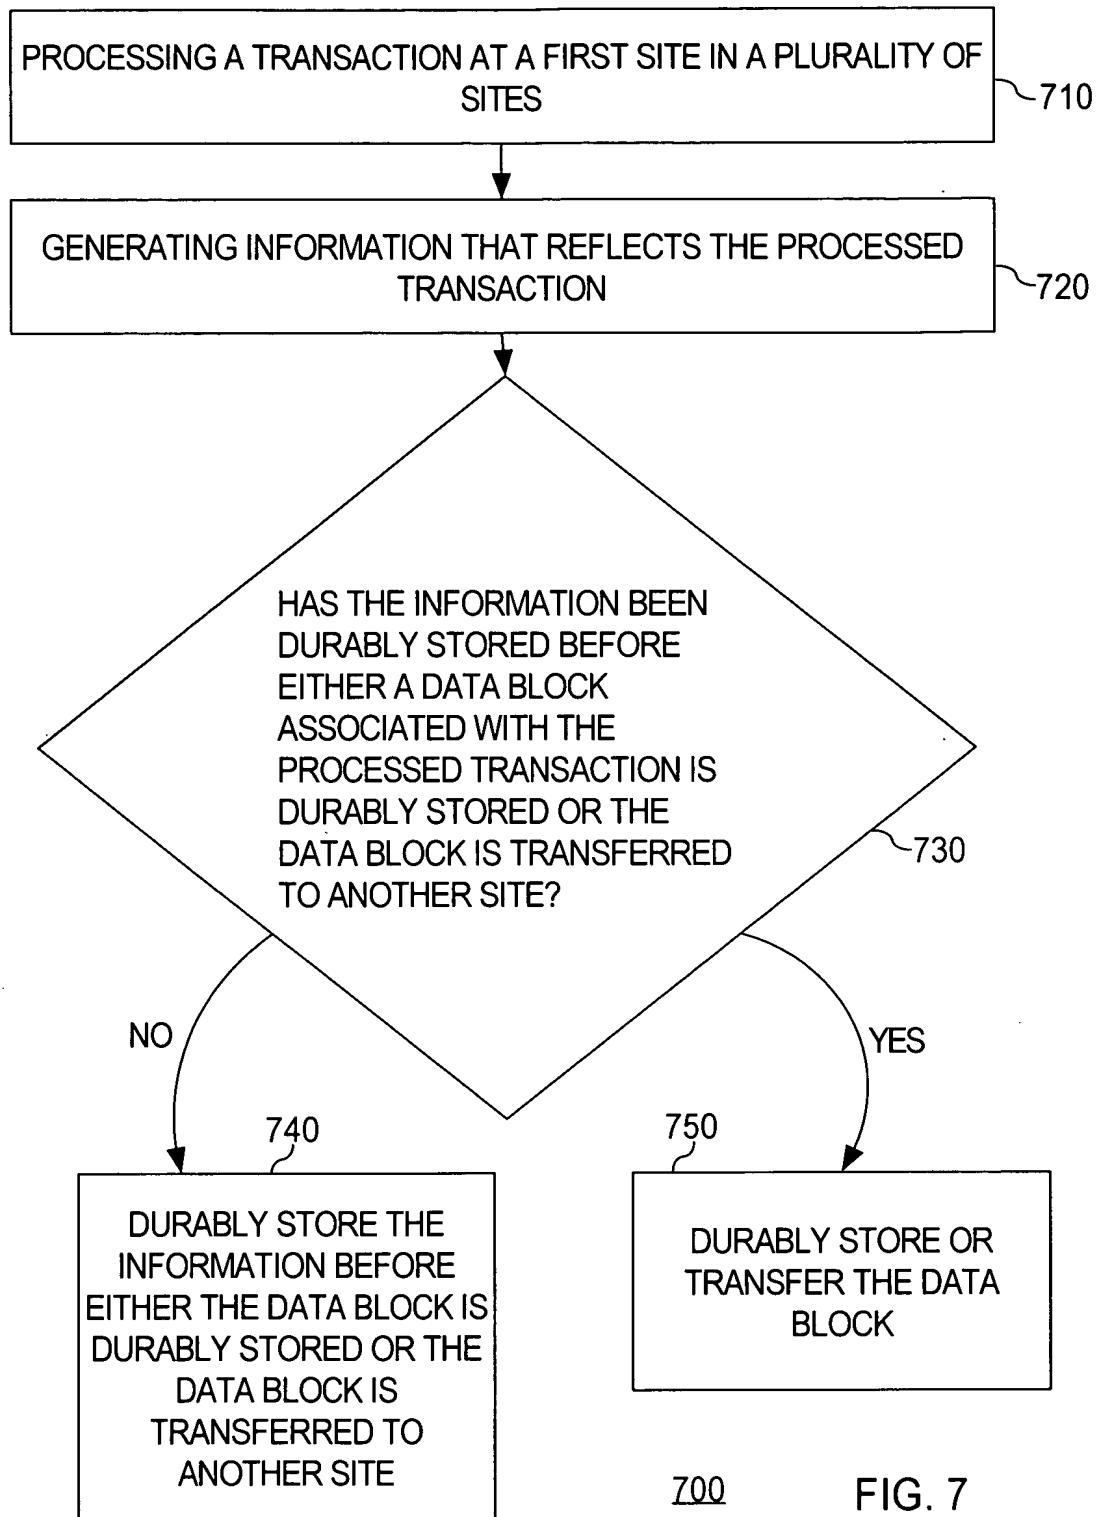 PROCESSING A TRANSACTION AT A FIRST SITE IN A PLURALITY OF
SITES
710
GENERATING INFORMATION THAT REFLECTS THE PROCESSED
TRANSACTION
720
HAS THE INFORMATION BEEN
DURABLY STORED BEFORE
EITHER A DATA BLOCK
ASSOCIATED WITH THE
PROCESSED TRANSACTION IS
DURABLY STORED OR THE
DATA BLOCK IS TRANSFERRED
TO ANOTHER SITE?
730
NO
YES
740
DURABLY STORE THE
INFORMATION BEFORE
EITHER THE DATA BLOCK IS
DURABLY STORED OR THE
DATA BLOCK IS
TRANSFERRED TO
ANOTHER SITE
750
DURABLY STORE OR
TRANSFER THE DATA
BLOCK
700
FIG. 7